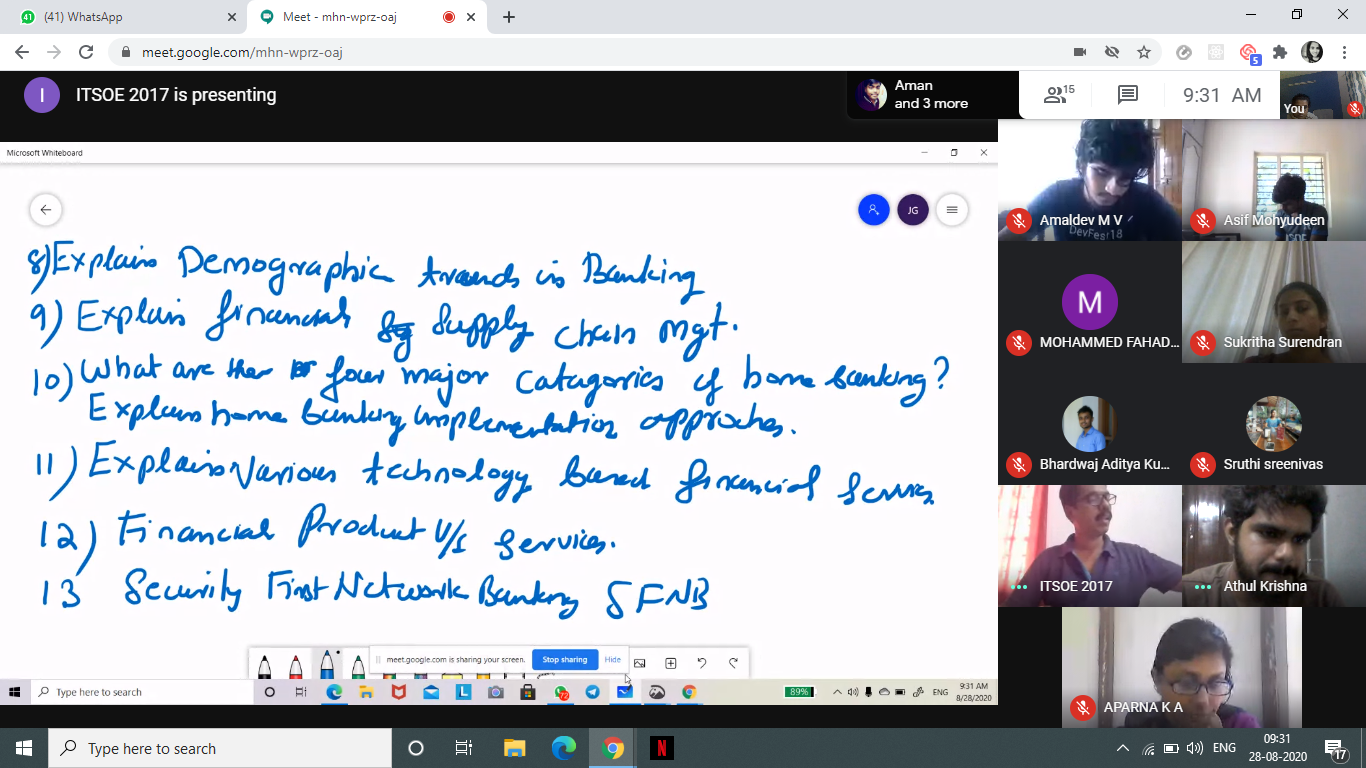 (41) WhatsApp
Meet - mhn-wprz-oaj
meet.google.com/mhn-wprz-oaj
5
I
ITSOE 2017 is presenting
Aman
and 3 more
15
9:31 AM
You
Microsoft Whiteboard
JG
8) Explain Demographic trends in Banking
9) Explain financial Supply chain mgt.
10) What are the four major catagories of home banking?
Explain home banking implementation approaches.
11) Explain various technology based financial services
12) Financial Product v/s services.
13 Security First Network Banking SFNB
Amaldev M V
DevFest18
Asif Mohyudeen
M
MOHAMMED FAHAD...
Sukritha Surendran
Bhardwaj Aditya Ku...
Sruthi sreenivas
ITSOE 2017
Athul Krishna
APARNA K A
meet.google.com is sharing your screen.
Stop sharing
Hide
Type here to search
72
89%
ENG
9:31 AM
8/28/2020
Type here to search
N
ENG
09:31
28-08-2020
17